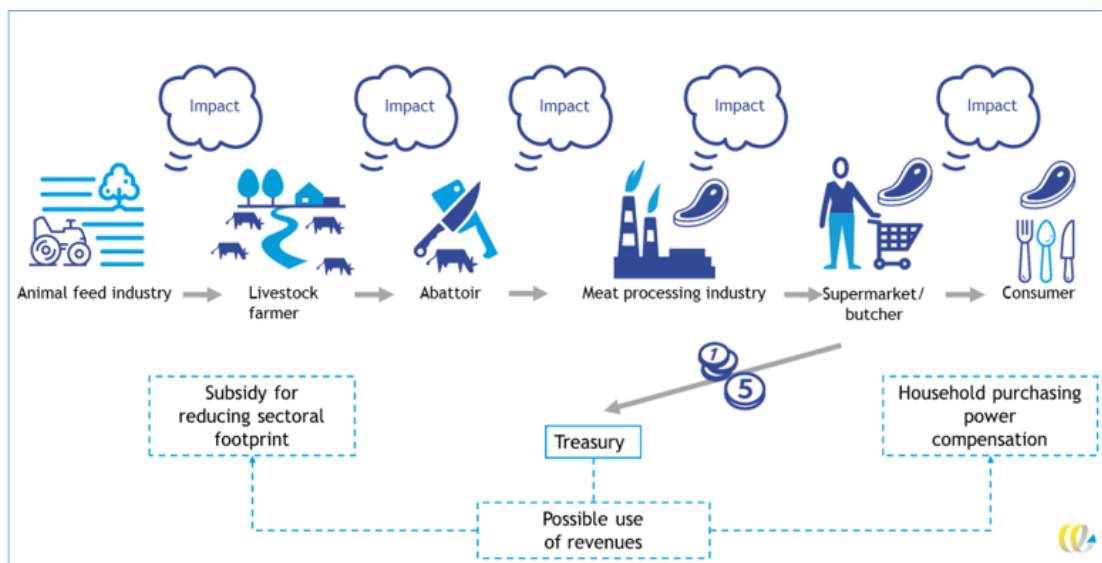 Impact
Impact
Impact
Impact
Impact
Animal feed industry
Livestock
farmer
Abattoir
Meat processing industry
Supermarket/
butcher
Consumer
1
5
Subsidy for
reducing sectoral
footprint
Treasury
Household purchasing
power
compensation
Possible use
of revenues